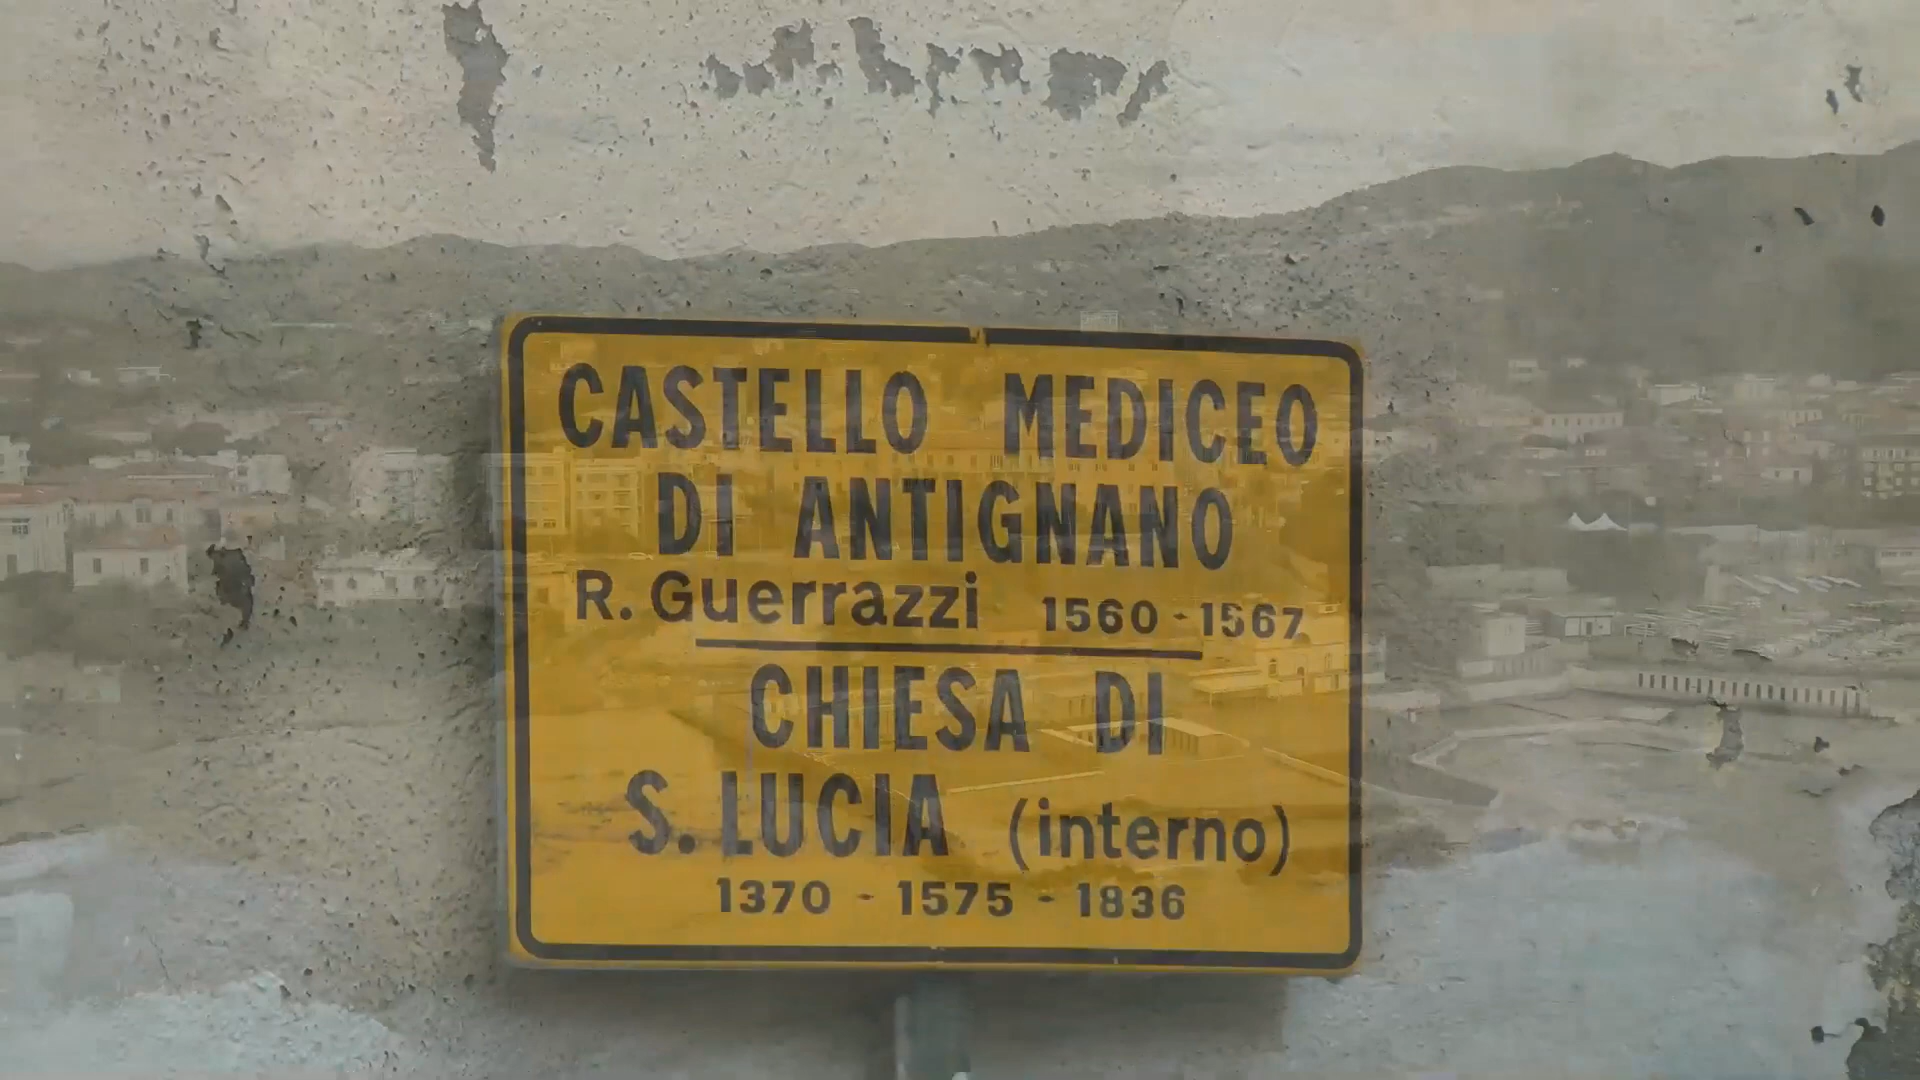 CASTELLO MEDICEO
DI ANTIGNANO
R. Guerrazzi 1560 - 1567
CHIESA DI
S. LUCIA (interno)
1370 - 1575 - 1836